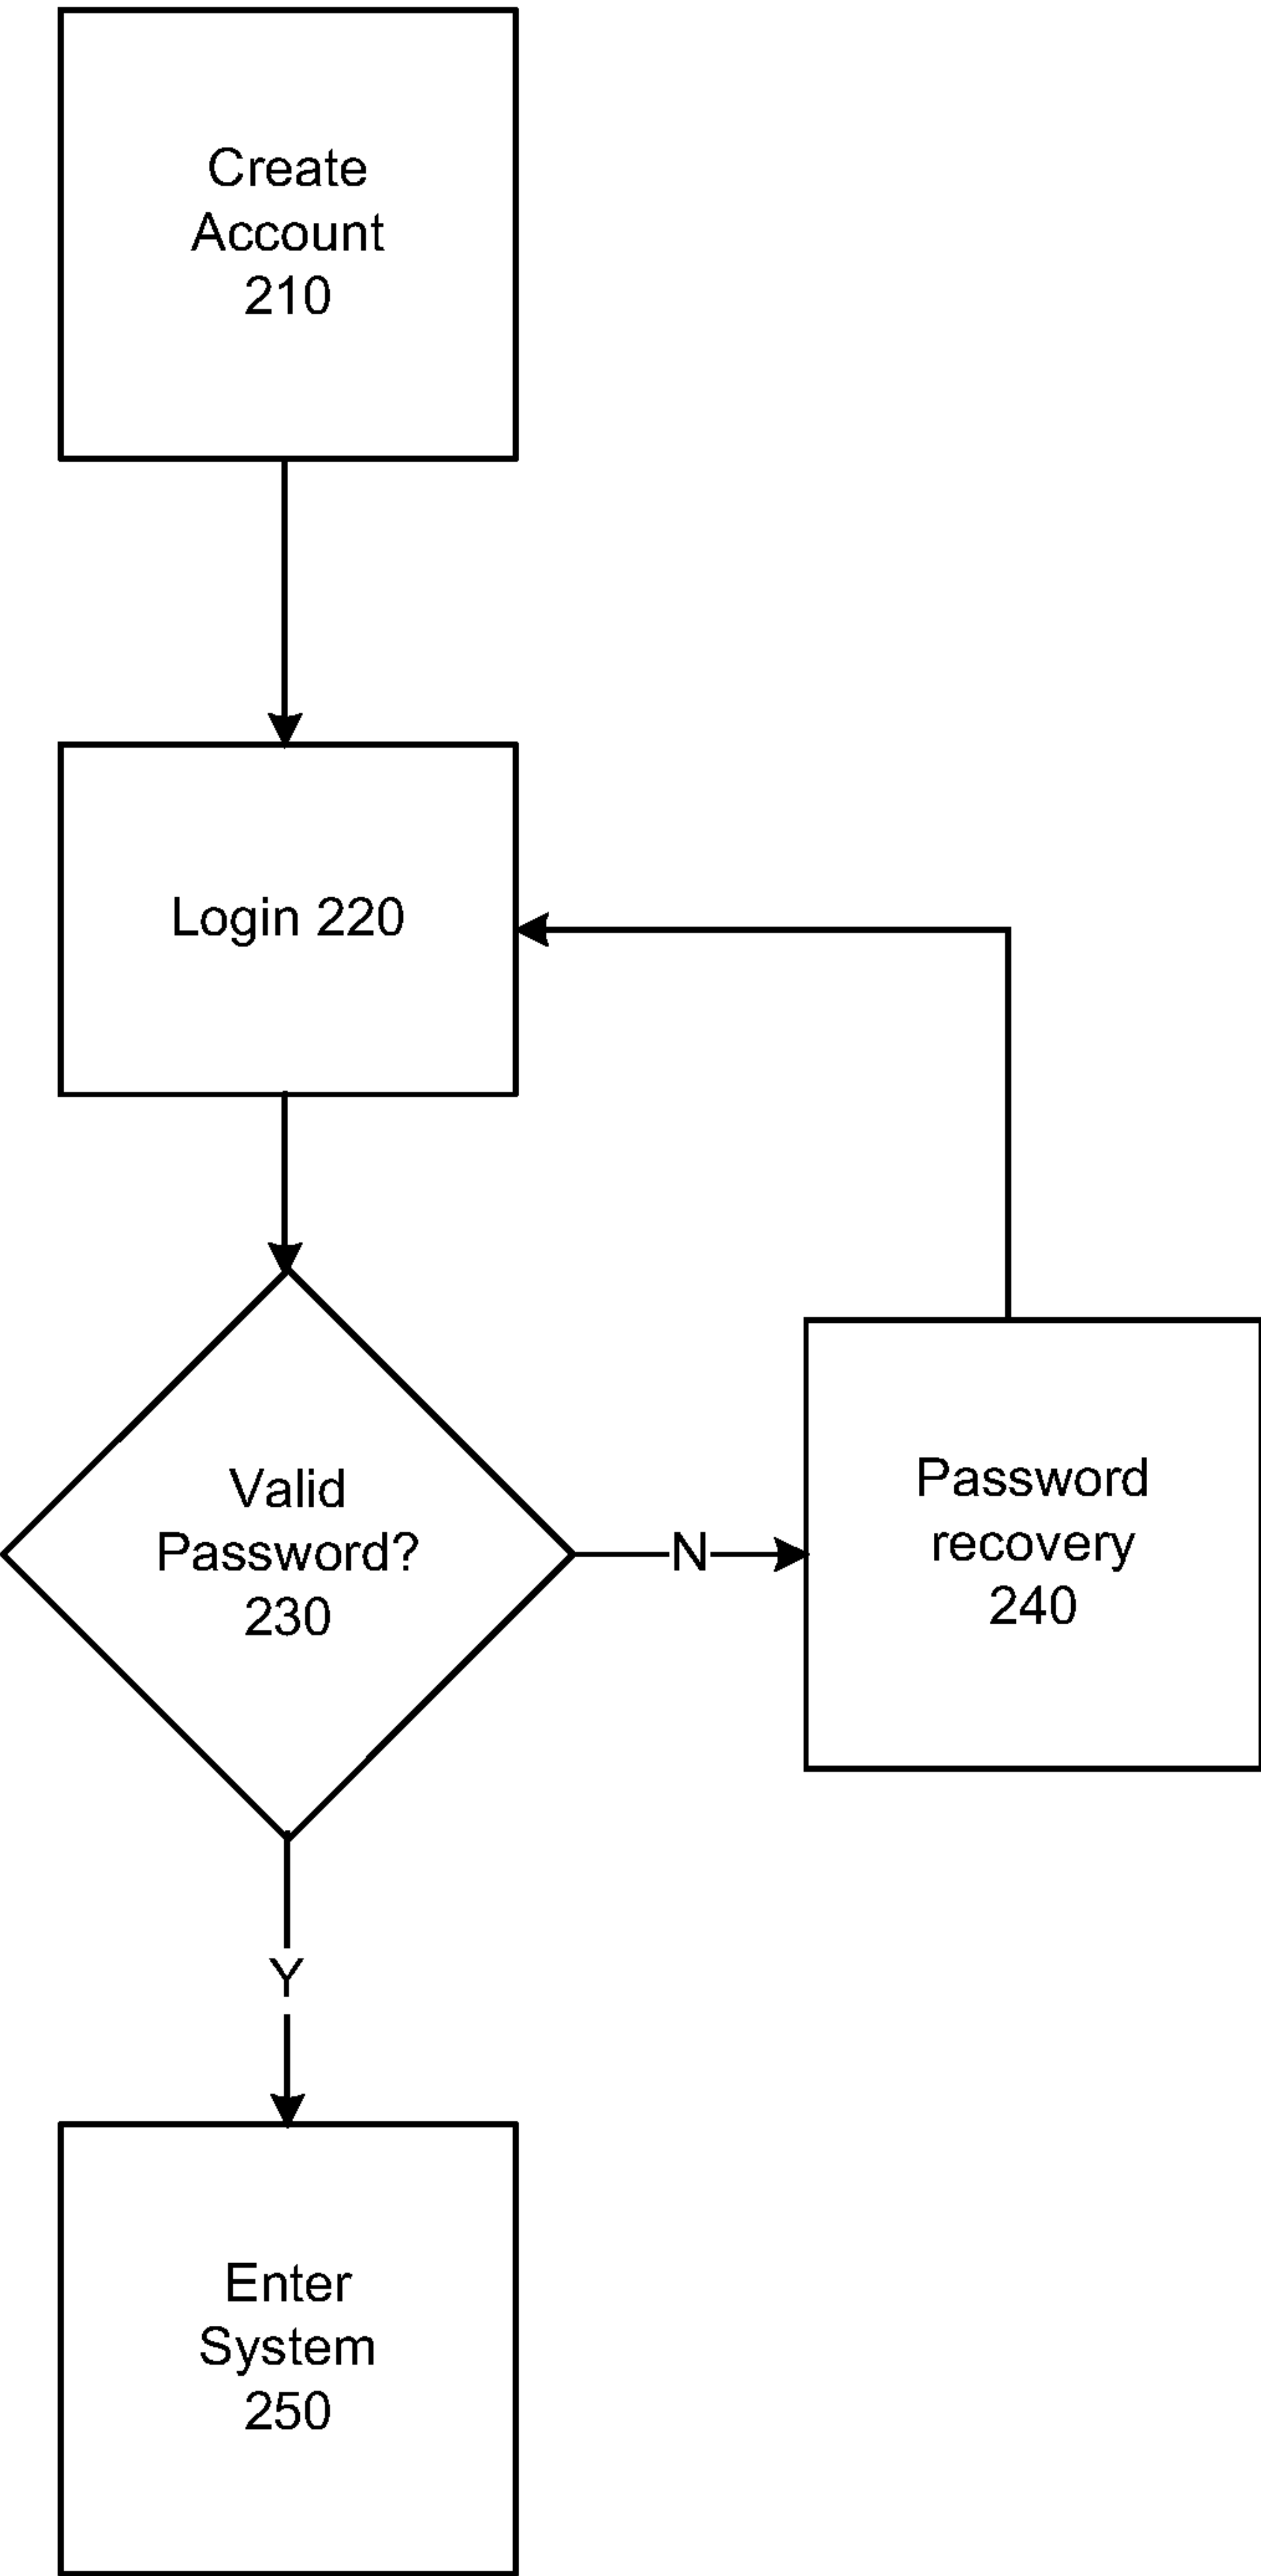 Create
Account
210
Login 220
Valid
Password?
230
N
Password
recovery
240
Y
Enter
System
250